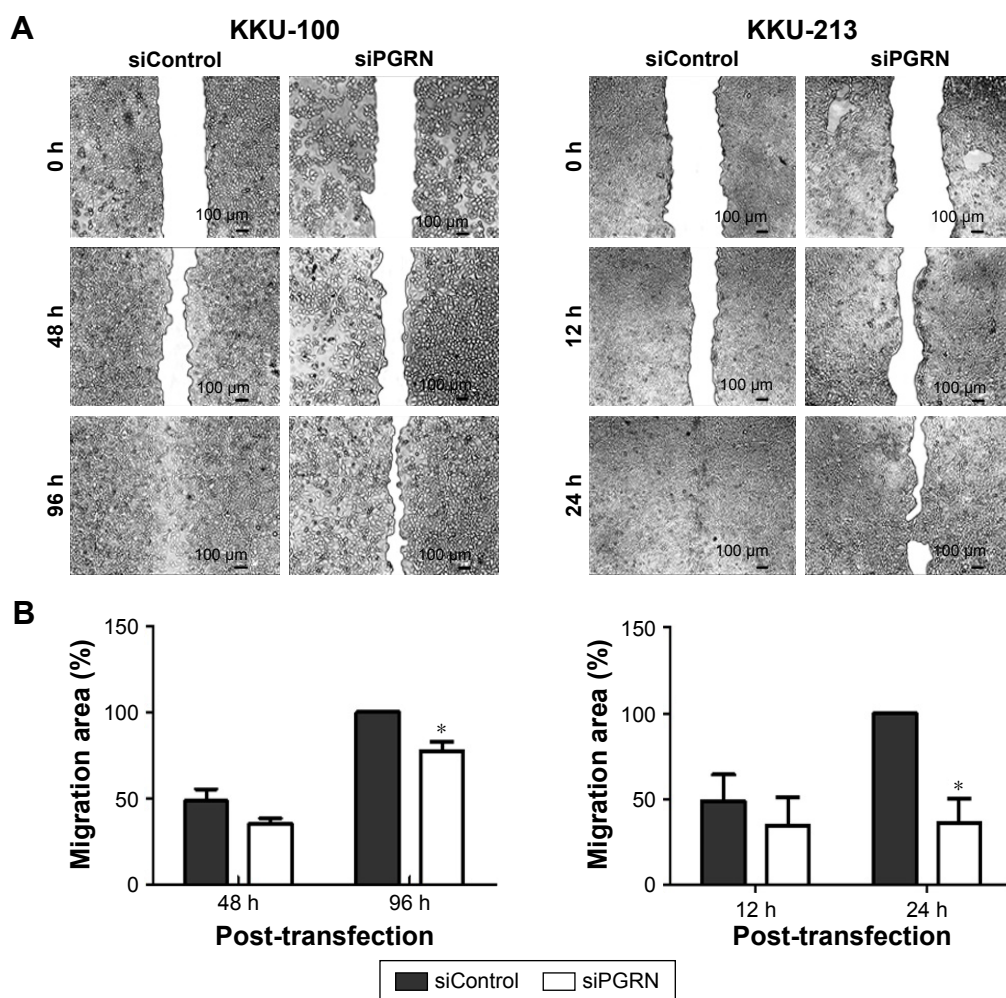 A
KKU-100
KKU-213
siControl
siPGRN
siControl
siPGRN
0 h
100 µm
100 µm
0 h
100 µm
100 µm
48 h
100 µm
100 µm
12 h
100 µm
100 µm
96 h
100 µm
100 µm
24 h
100 µm
100 µm
B
Migration area (%)
150
100
50
0
*
48 h
96 h
Post-transfection
Migration area (%)
150
100
50
0
*
12 h
24 h
Post-transfection
siControl
siPGRN